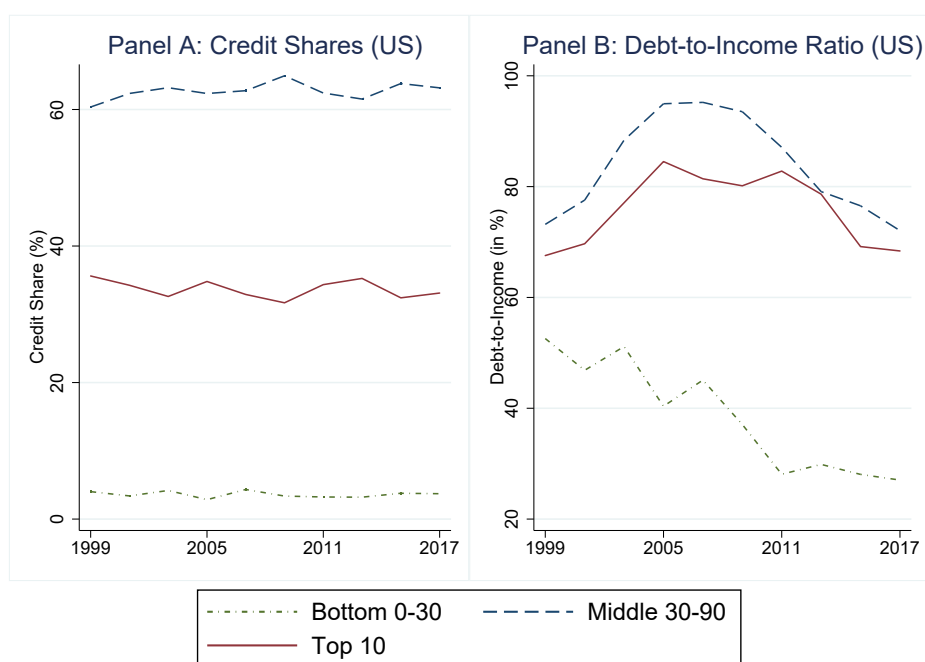 Panel A: Credit Shares (US)
Credit Share (%)
60
40
20
0
1999 2005 2011 2017
Panel B: Debt-to-Income Ratio (US)
Debt-to-Income (in %)
100
80
60
40
20
1999 2005 2011 2017
Bottom 0-30 Middle 30-90
Top 10